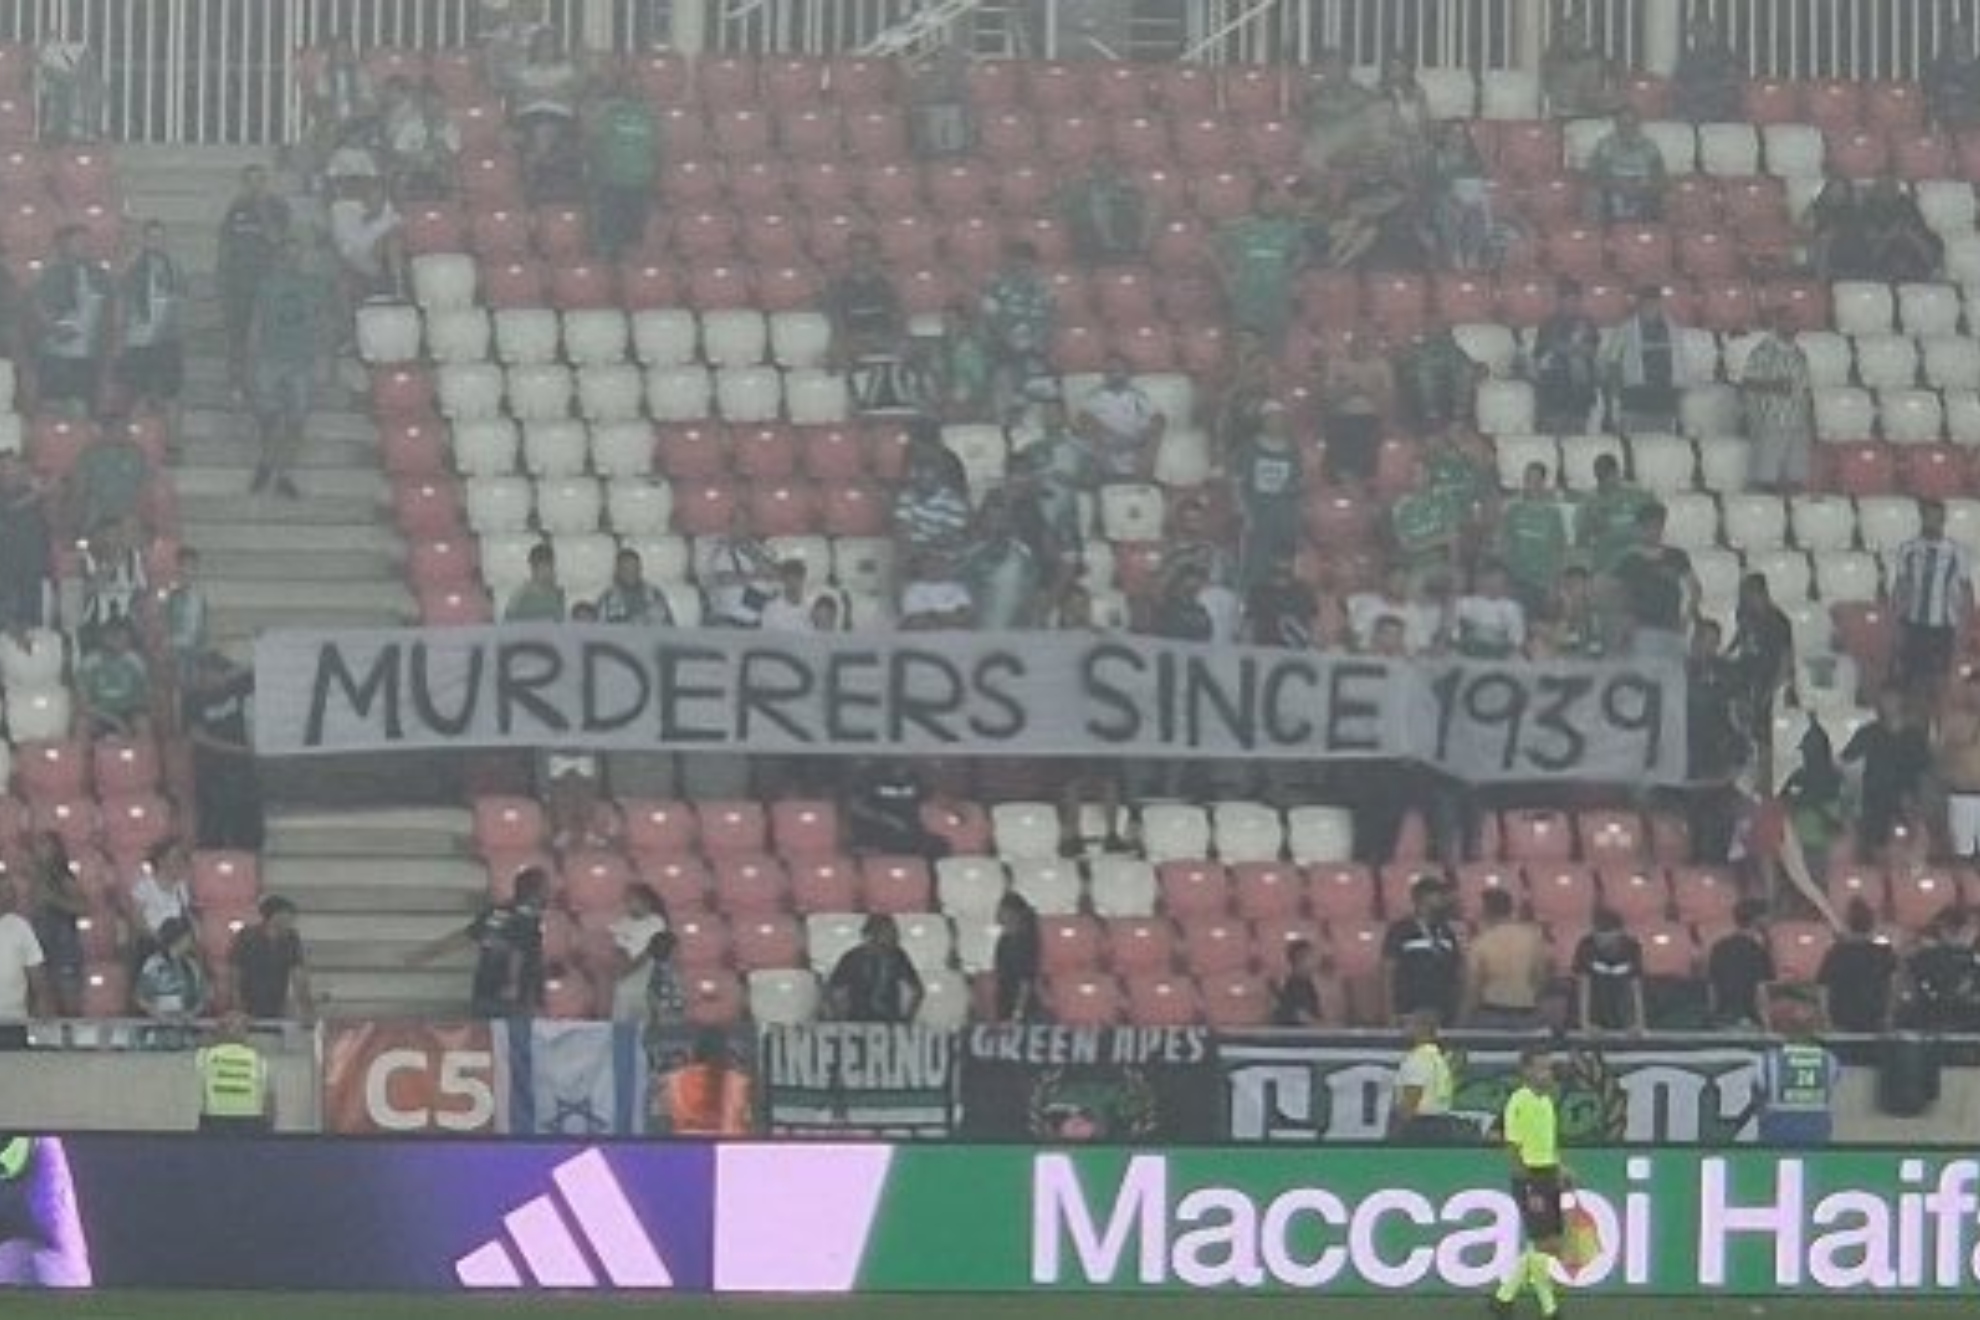 MURDERERS SINCE 1939
C5
INFERNO
GREEN APES
Maccabi Haifa